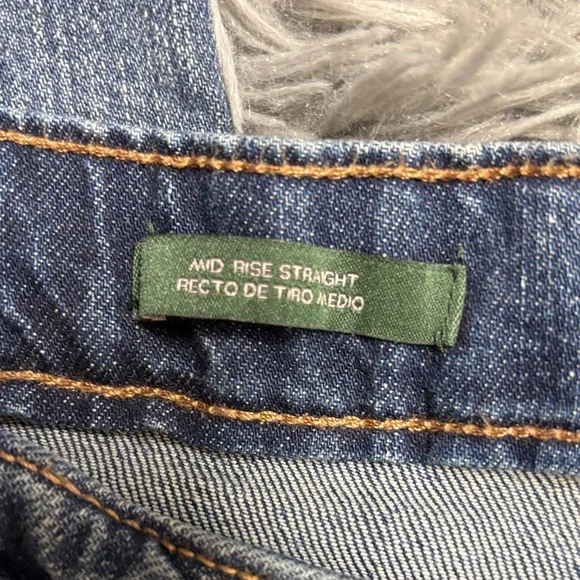 MID RISE STRAIGHT
RECTO DE TIRO MEDIO